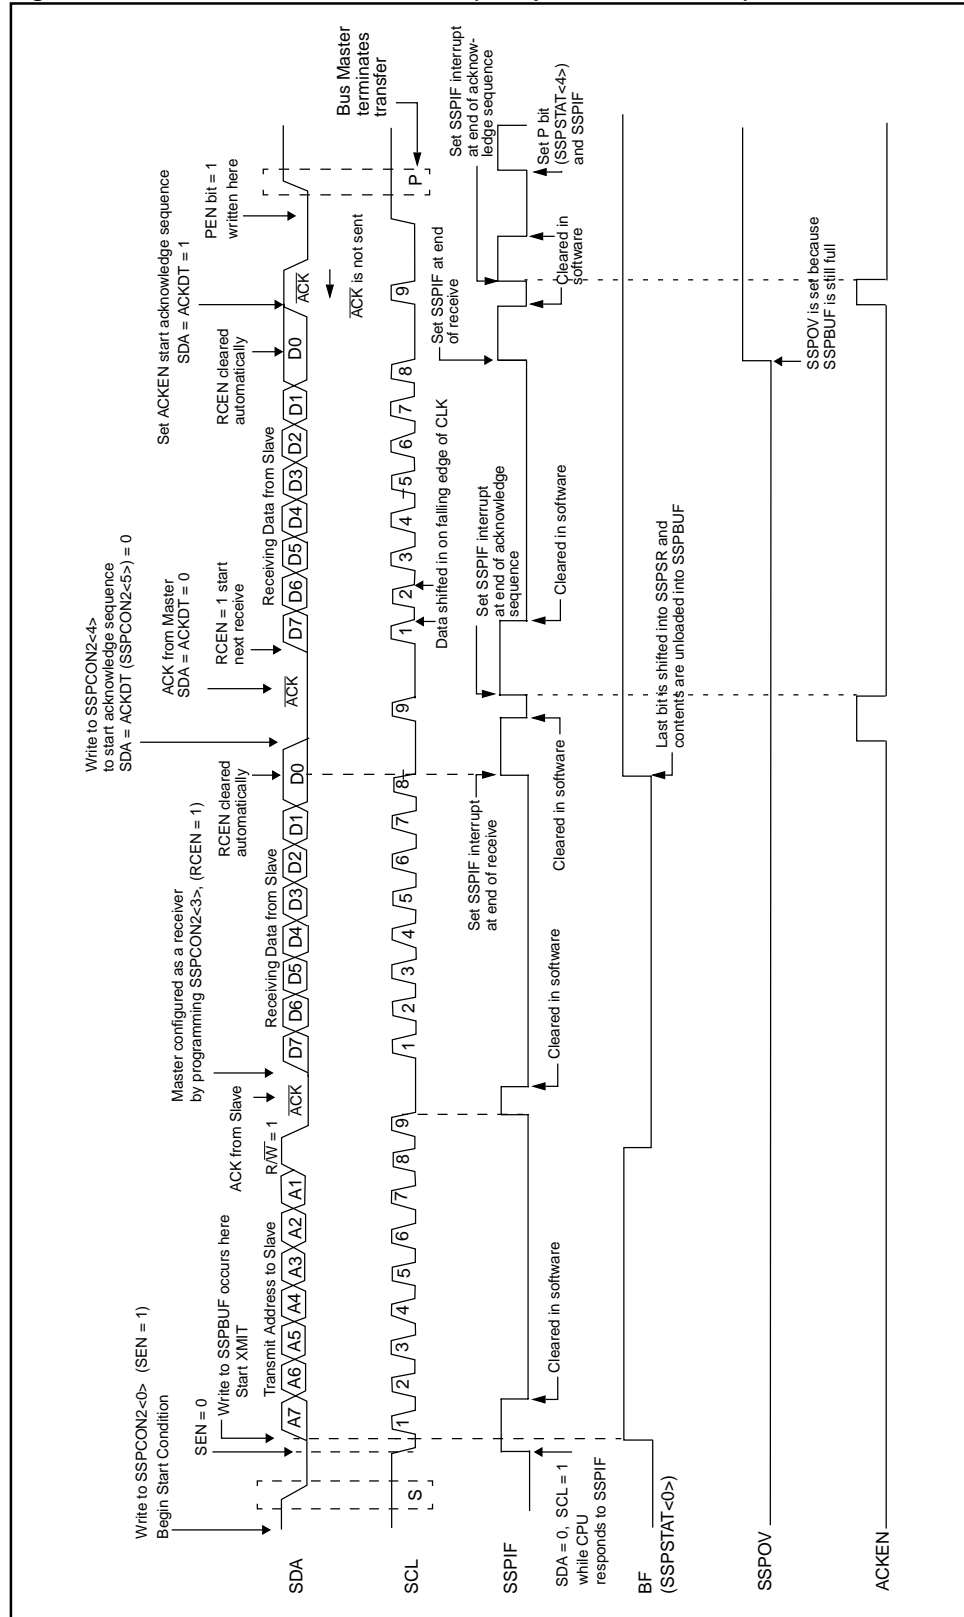 Write to SSPCON2<0> (SEN = 1)
Begin Start Condition
SEN = 0
Write to SSPBUF occurs here
Start XMIT
ACK from Slave
Master configured as a receiver
by programming SSPCON2<3>, (RCEN = 1)
RCEN cleared
automatically
Write to SSPCON2<4>
to start acknowledge sequence
SDA = ACKDT (SSPCON2<5>) = 0
ACK from Master
SDA = ACKDT = 0
RCEN = 1 start
next receive
RCEN cleared
automatically
Set ACKEN start acknowledge sequence
SDA = ACKDT = 1
PEN bit = 1
written here
Transmit Address to Slave
R/W = 1
Receiving Data from Slave
Receiving Data from Slave
SDA
A7 A6 A5 A4 A3 A2 A1
ACK
D7 D6 D5 D4 D3 D2 D1 D0
ACK
D7 D6 D5 D4 D3 D2 D1 D0
ACK
ACK is not sent
Bus Master
terminates
transfer
SCL
S
1 2 3 4 5 6 7 8 9
1 2 3 4 5 6 7 8 9
1 2 3 4 5 6 7 8 9
P
Data shifted in on falling edge of CLK
Set SSPIF interrupt
at end of receive
Set SSPIF interrupt
at end of acknowledge
sequence
Set SSPIF at end
of receive
Set SSPIF interrupt
at end of acknow-
ledge sequence
SSPIF
SDA = 0, SCL = 1
while CPU
responds to SSPIF
Cleared in software
Cleared in software
Cleared in software
Cleared in software
Cleared in
software
Set P bit
(SSPSTAT<4>)
and SSPIF
BF
(SSPSTAT<0>)
Last bit is shifted into SSPSR and
contents are unloaded into SSPBUF
SSPOV
SSPOV is set because
SSPBUF is still full
ACKEN